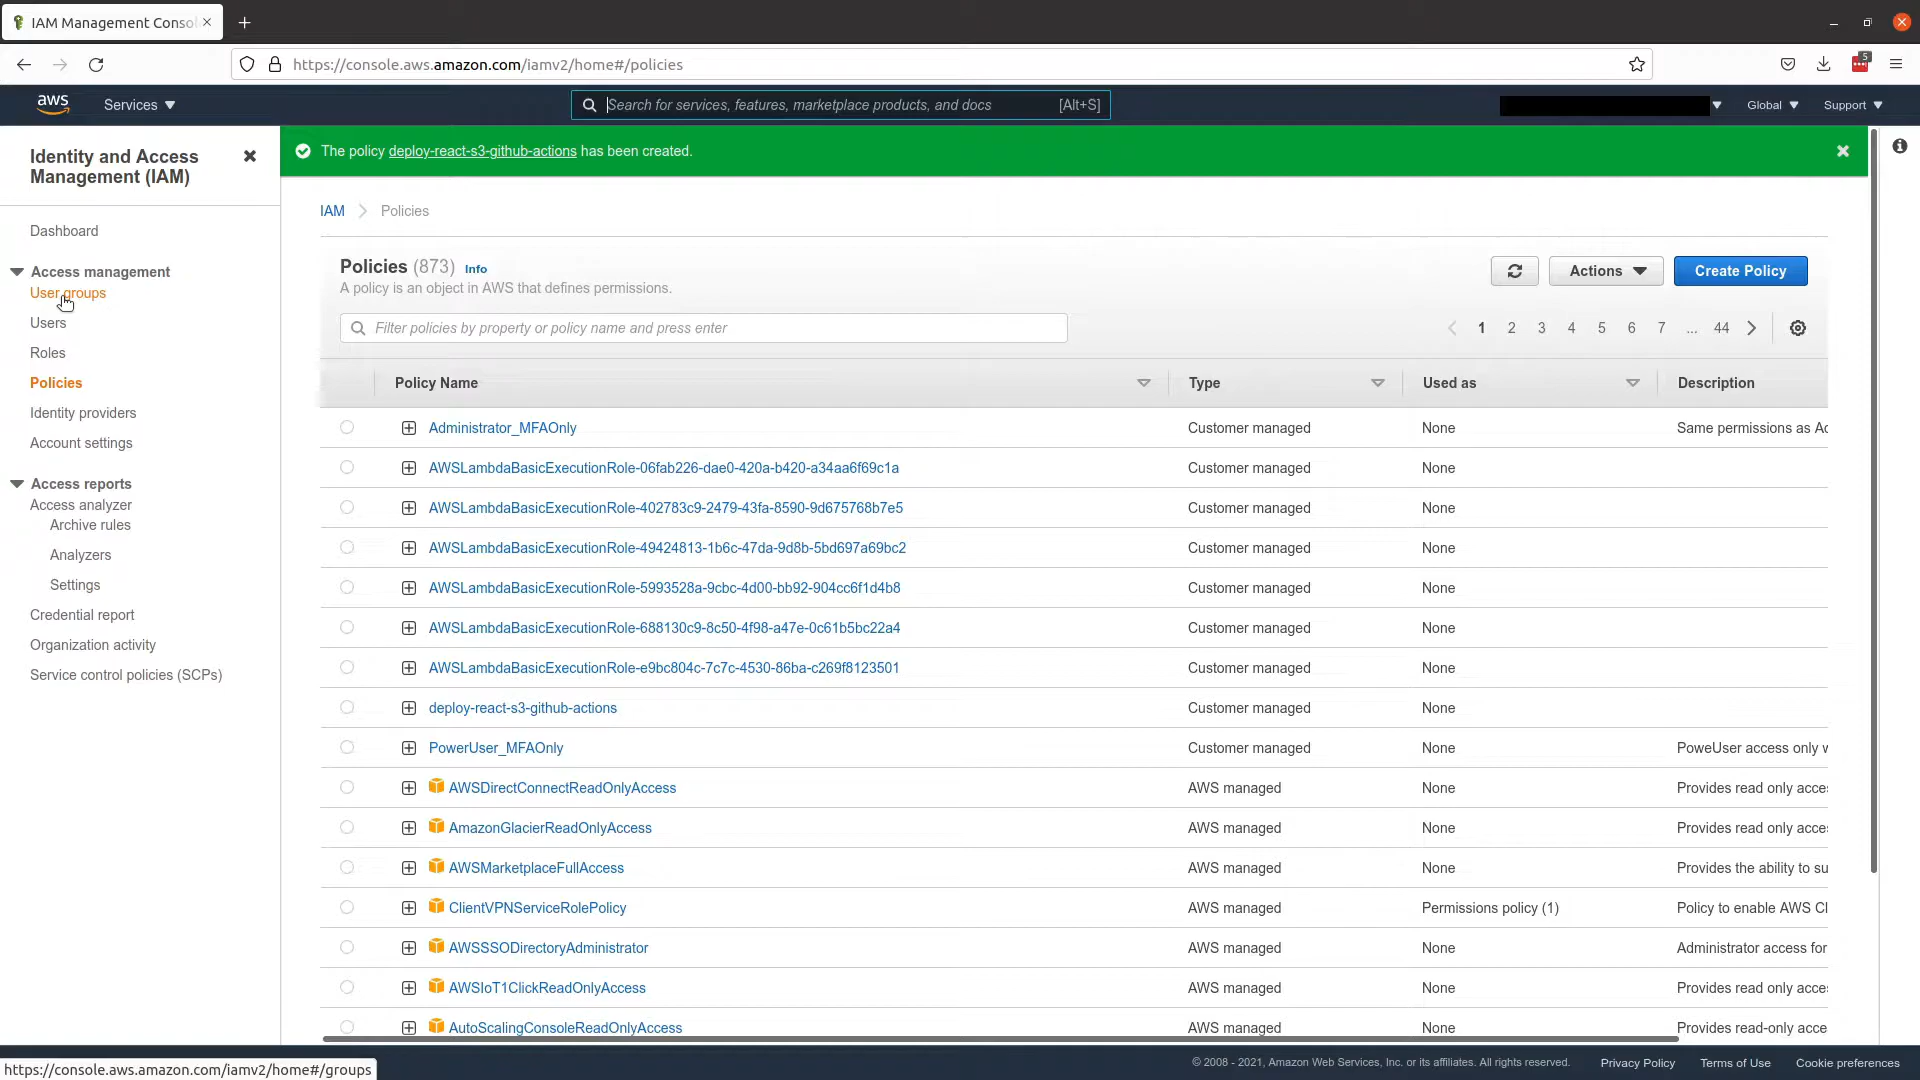 IAM Management Conso
https://console.aws.amazon.com/iamv2/home#/policies
5
aws
Services
Search for services, features, marketplace products, and docs
[Alt+S]
Global
Support
Identity and Access
Management (IAM)
Dashboard
Access management
User groups
Users
Roles
Policies
Identity providers
Account settings
Access reports
Access analyzer
Archive rules
Analyzers
Settings
Credential report
Organization activity
Service control policies (SCPs)
The policy deploy-react-s3-github-actions has been created.
IAM > Policies
Policies (873) Info
A policy is an object in AWS that defines permissions.
Actions
Create Policy
Filter policies by property or policy name and press enter
1 2 3 4 5 6 7 ... 44
Policy Name Type Used as Description
Administrator_MFAOnly Customer managed None Same permissions as Ac
AWSLambdaBasicExecutionRole-06fab226-dae0-420a-b420-a34aa6f69c1a Customer managed None
AWSLambdaBasicExecutionRole-402783c9-2479-43fa-8590-9d675768b7e5 Customer managed None
AWSLambdaBasicExecutionRole-49424813-1b6c-47da-9d8b-5bd697a69bc2 Customer managed None
AWSLambdaBasicExecutionRole-5993528a-9cbc-4d00-bb92-904cc6f1d4b8 Customer managed None
AWSLambdaBasicExecutionRole-688130c9-8c50-4f98-a47e-0c61b5bc22a4 Customer managed None
AWSLambdaBasicExecutionRole-e9bc804c-7c7c-4530-86ba-c269f8123501 Customer managed None
deploy-react-s3-github-actions Customer managed None
PowerUser_MFAOnly Customer managed None PoweUser access only w
AWSDirectConnectReadOnlyAccess AWS managed None Provides read only acce
AmazonGlacierReadOnlyAccess AWS managed None Provides read only acce
AWSMarketplaceFullAccess AWS managed None Provides the ability to su
ClientVPNServiceRolePolicy AWS managed Permissions policy (1) Policy to enable AWS Cl
AWSSSODirectoryAdministrator AWS managed None Administrator access for
AWSIoT1ClickReadOnlyAccess AWS managed None Provides read only acce
AutoScalingConsoleReadOnlyAccess AWS managed None Provides read-only acce
© 2008 - 2021, Amazon Web Services, Inc. or its affiliates. All rights reserved.
Privacy Policy
Terms of Use
Cookie preferences
https://console.aws.amazon.com/iamv2/home#/groups